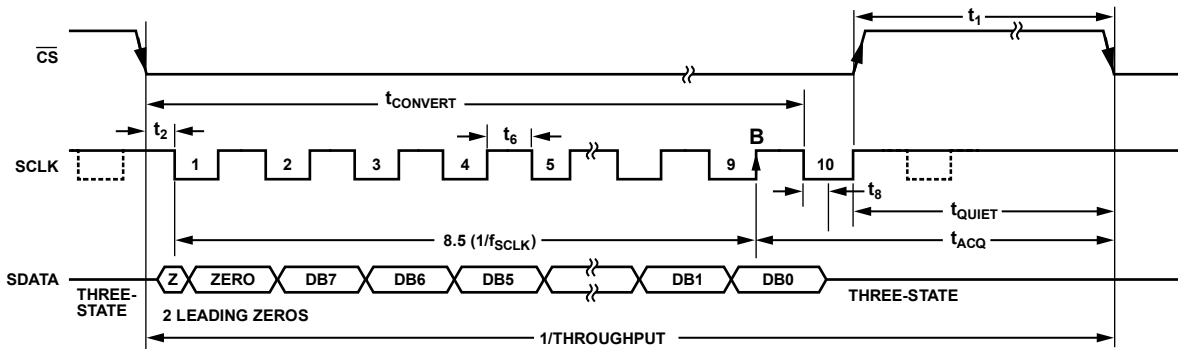 t1
CS
tCONVERT
t2
t6
B
SCLK
1
2
3
4
5
9
10
t8
tQUIET
8.5 (1/fSCLK)
tACQ
SDATA
Z
ZERO
DB7
DB6
DB5
DB1
DB0
THREE-
STATE
THREE-STATE
2 LEADING ZEROS
1/THROUGHPUT